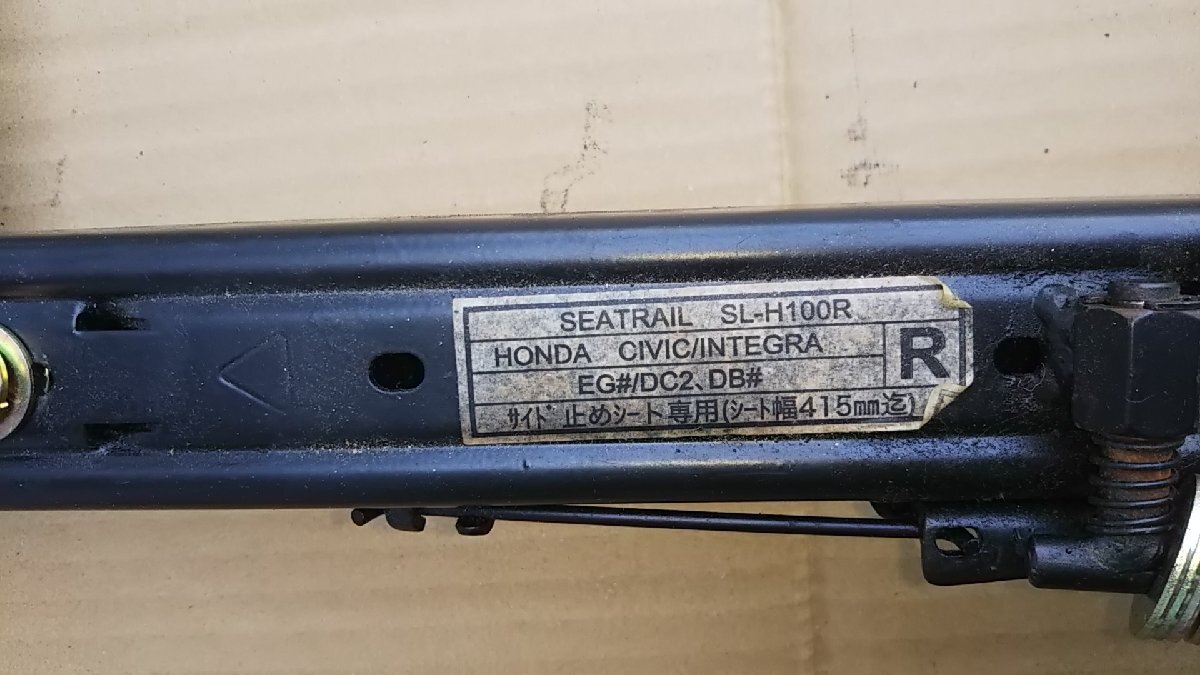 SEATRAIL SL-H100R
HONDA CIVIC/INTEGRA
R
EG#/DC2、DB#
ｻｲﾄﾞ止めｼｰﾄ専用(ｼｰﾄ幅415mm迄)